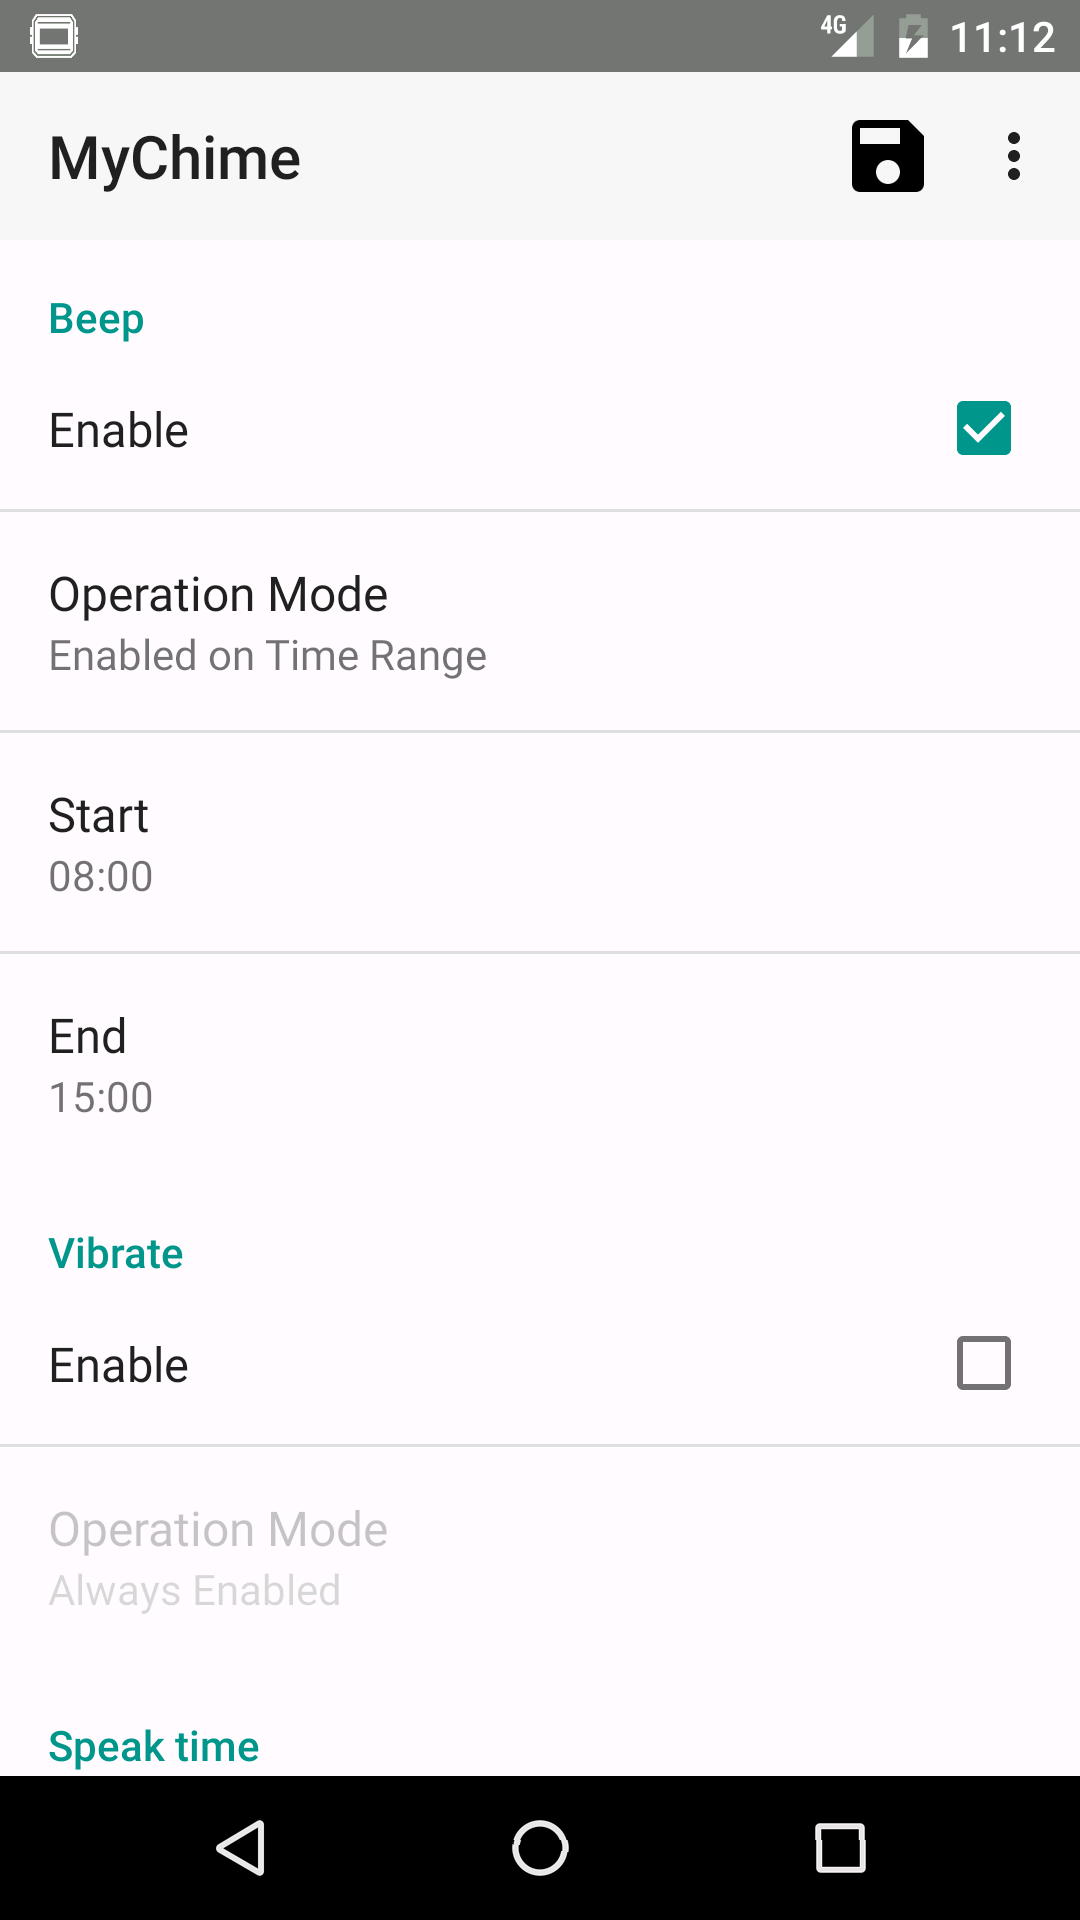 4G 11:12
MyChime
Beep
Enable
Operation Mode
Enabled on Time Range
Start
08:00
End
15:00
Vibrate
Enable
Operation Mode
Always Enabled
Speak time